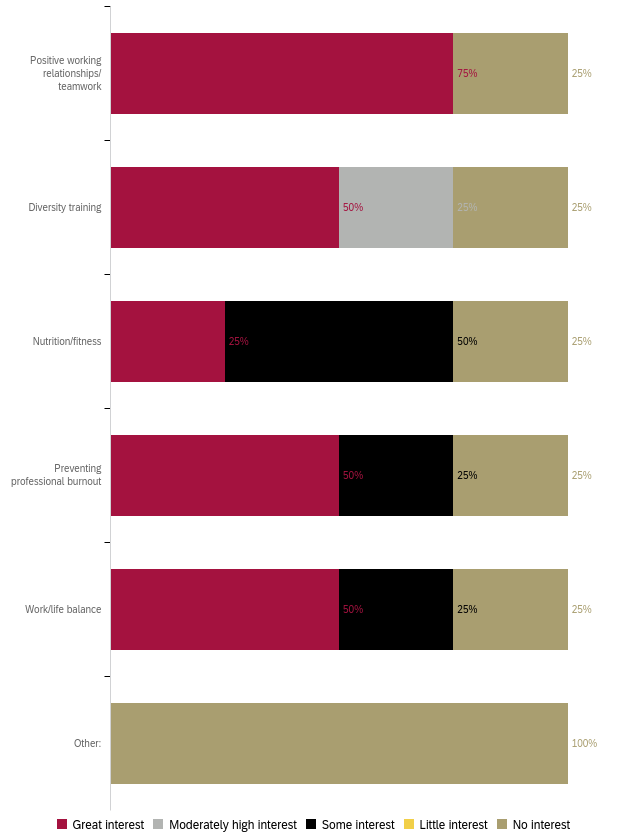 Positive working
relationships/
teamwork
75%
25%
Diversity training
50%
25%
25%
Nutrition/fitness
25%
50%
25%
Preventing
professional burnout
50%
25%
25%
Work/life balance
50%
25%
25%
Other:
100%
Great interest Moderately high interest Some interest Little interest No interest